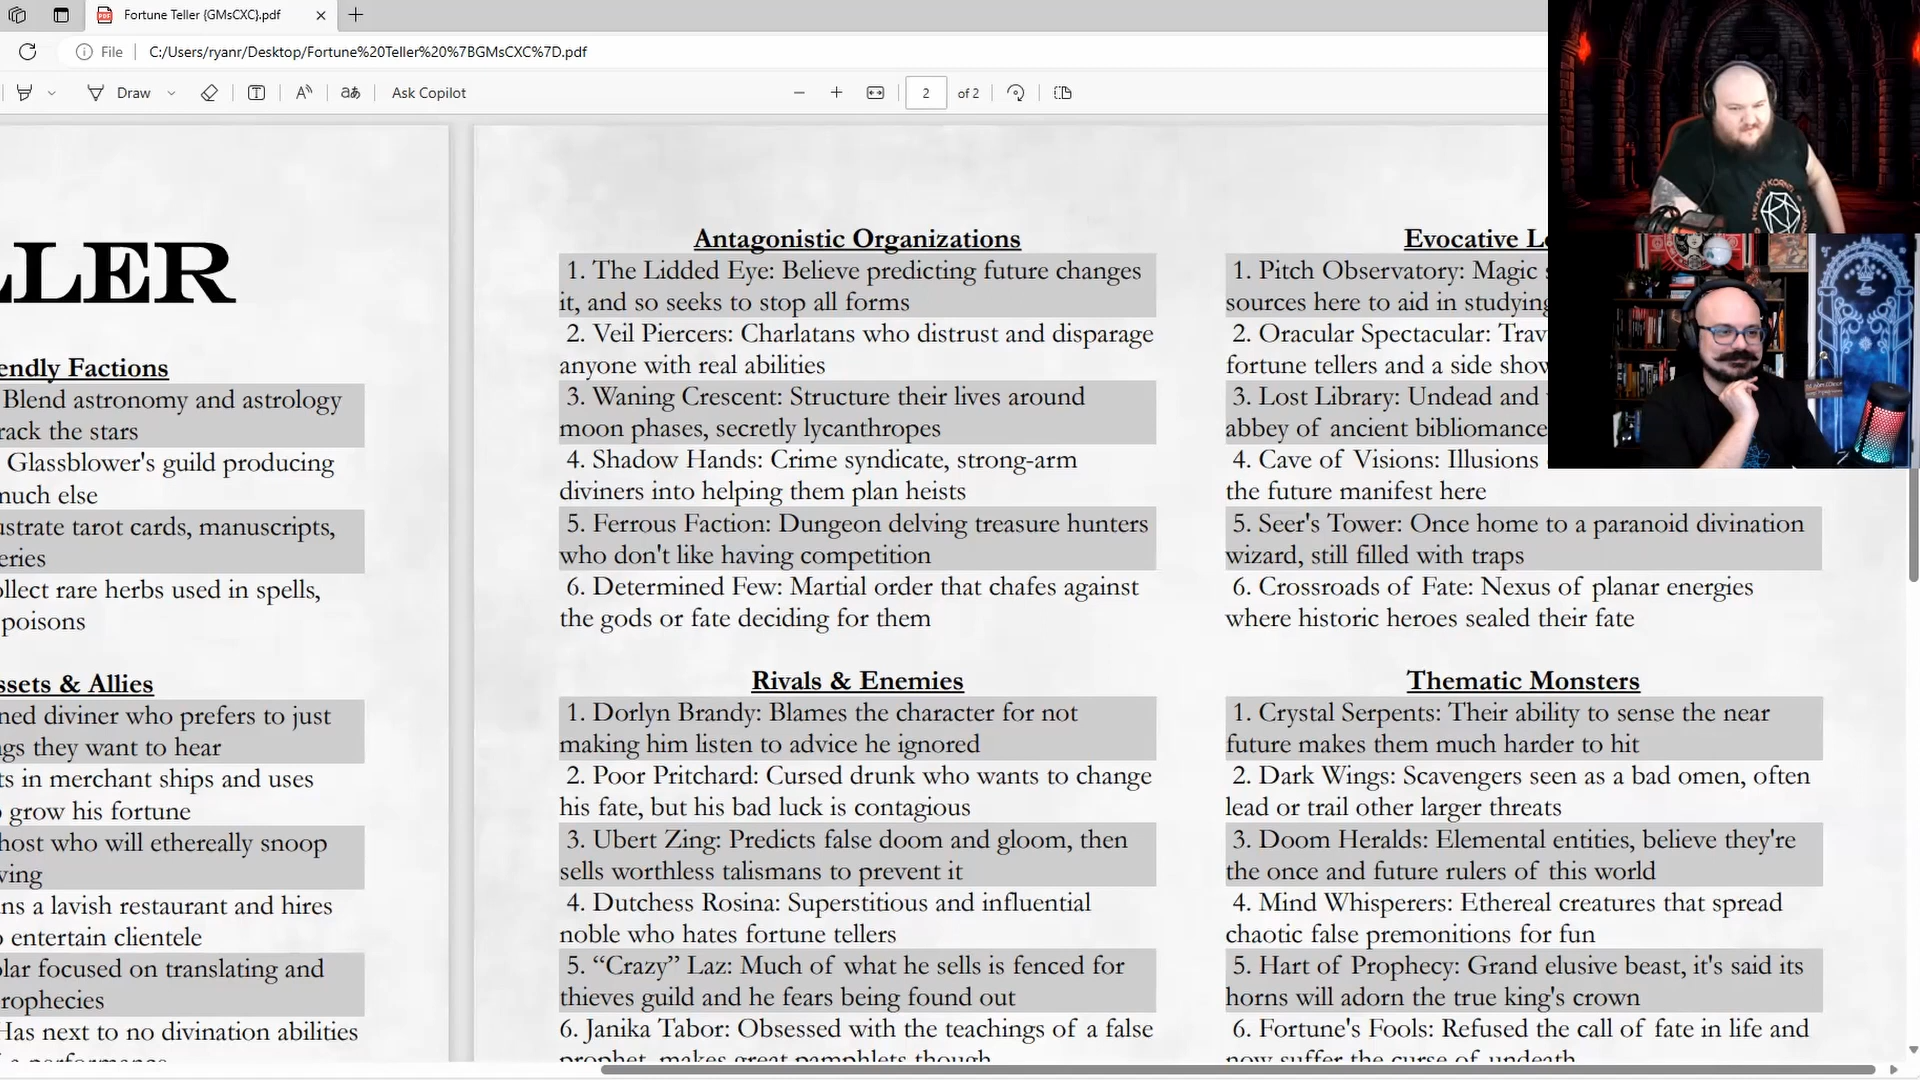 Fortune Teller {GMsCXC}.pdf
File
C:/Users/ryanr/Desktop/Fortune%20Teller%20%7BGMsCXC%7D.pdf
Draw
Ask Copilot
2
of 2
LLER
endly Factions
Blend astronomy and astrology
rack the stars
Glassblower's guild producing
much else
ustrate tarot cards, manuscripts,
eries
ollect rare herbs used in spells,
poisons
ssets & Allies
ned diviner who prefers to just
ngs they want to hear
ts in merchant ships and uses
o grow his fortune
host who will ethereally snoop
wing
ns a lavish restaurant and hires
o entertain clientele
olar focused on translating and
rophecies
Has next to no divination abilities
f a performance
Antagonistic Organizations
1. The Lidded Eye: Believe predicting future changes
it, and so seeks to stop all forms
2. Veil Piercers: Charlatans who distrust and disparage
anyone with real abilities
3. Waning Crescent: Structure their lives around
moon phases, secretly lycanthropes
4. Shadow Hands: Crime syndicate, strong-arm
diviners into helping them plan heists
5. Ferrous Faction: Dungeon delving treasure hunters
who don't like having competition
6. Determined Few: Martial order that chafes against
the gods or fate deciding for them
Rivals & Enemies
1. Dorlyn Brandy: Blames the character for not
making him listen to advice he ignored
2. Poor Pritchard: Cursed drunk who wants to change
his fate, but his bad luck is contagious
3. Ubert Zing: Predicts false doom and gloom, then
sells worthless talismans to prevent it
4. Dutchess Rosina: Superstitious and influential
noble who hates fortune tellers
5. “Crazy” Laz: Much of what he sells is fenced for
thieves guild and he fears being found out
6. Janika Tabor: Obsessed with the teachings of a false
prophet, makes great pamphlets though
Evocative Lo
1. Pitch Observatory: Magic s
sources here to aid in studying
2. Oracular Spectacular: Trav
fortune tellers and a side show
3. Lost Library: Undead and
abbey of ancient bibliomance
4. Cave of Visions: Illusions
the future manifest here
5. Seer's Tower: Once home to a paranoid divination
wizard, still filled with traps
6. Crossroads of Fate: Nexus of planar energies
where historic heroes sealed their fate
Thematic Monsters
1. Crystal Serpents: Their ability to sense the near
future makes them much harder to hit
2. Dark Wings: Scavengers seen as a bad omen, often
lead or trail other larger threats
3. Doom Heralds: Elemental entities, believe they're
the once and future rulers of this world
4. Mind Whisperers: Ethereal creatures that spread
chaotic false premonitions for fun
5. Hart of Prophecy: Grand elusive beast, it's said its
horns will adorn the true king's crown
6. Fortune's Fools: Refused the call of fate in life and
now suffer the curse of undeath